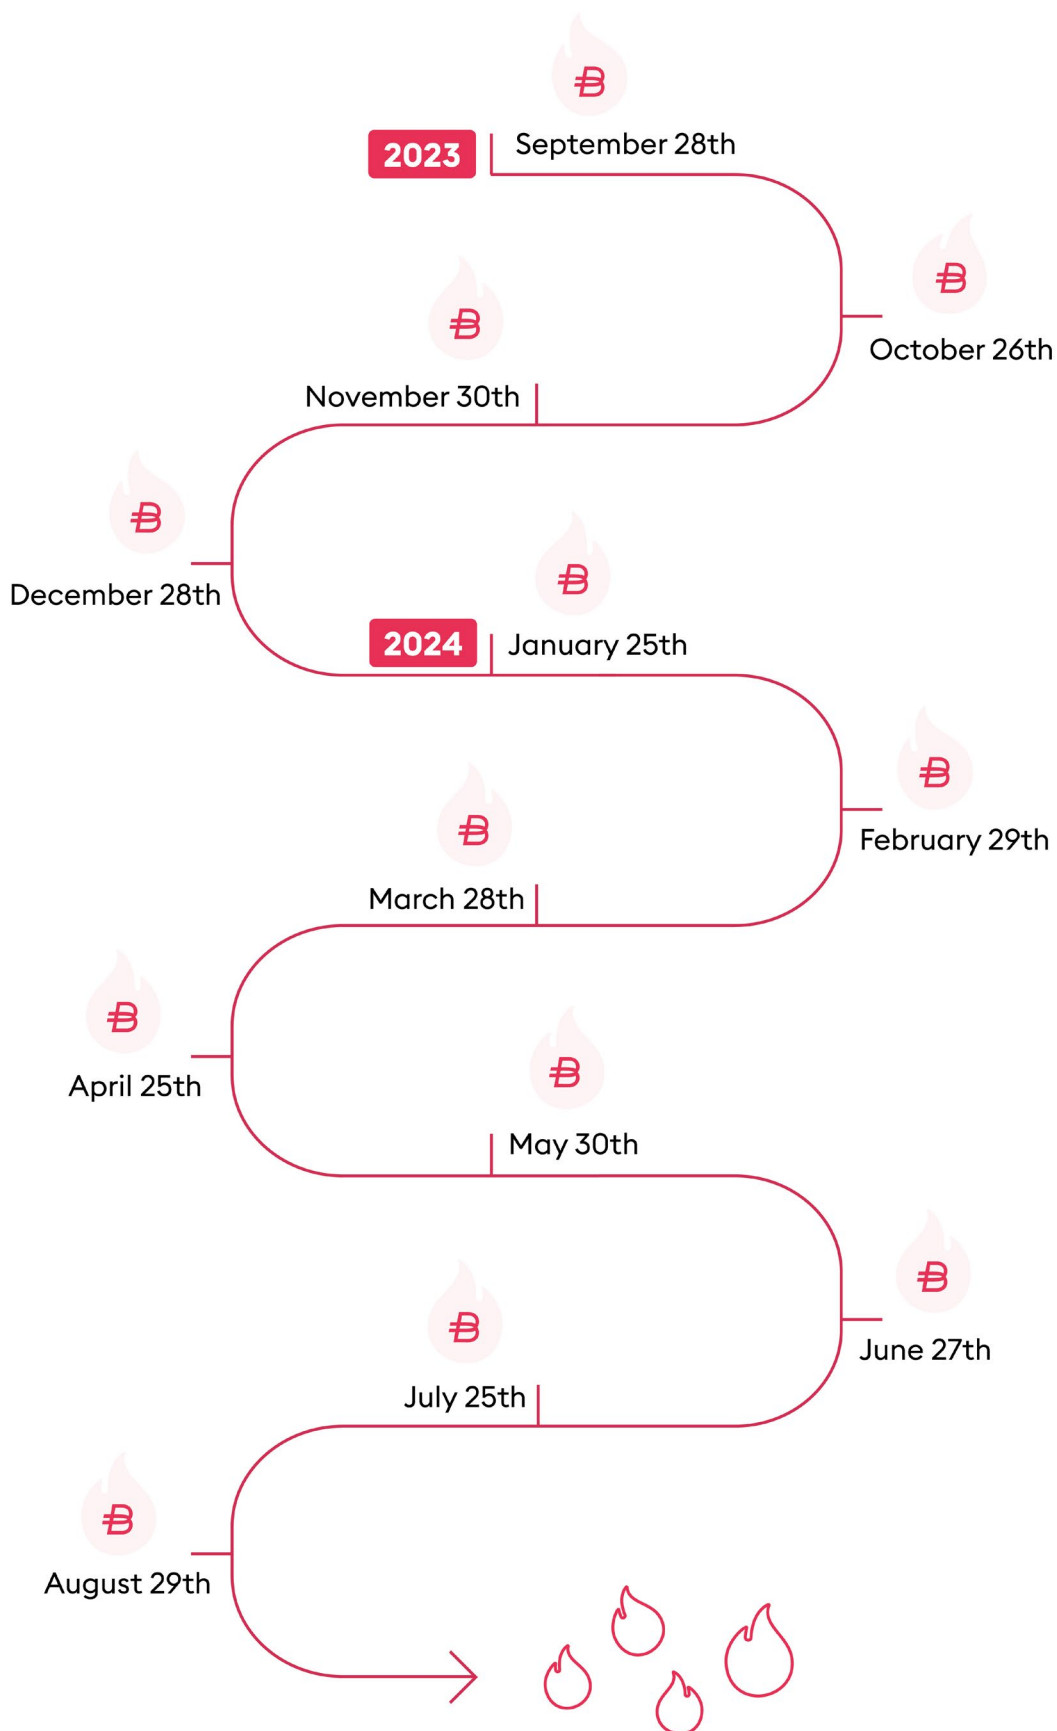 2023
September 28th
October 26th
November 30th
December 28th
2024
January 25th
February 29th
March 28th
April 25th
May 30th
June 27th
July 25th
August 29th